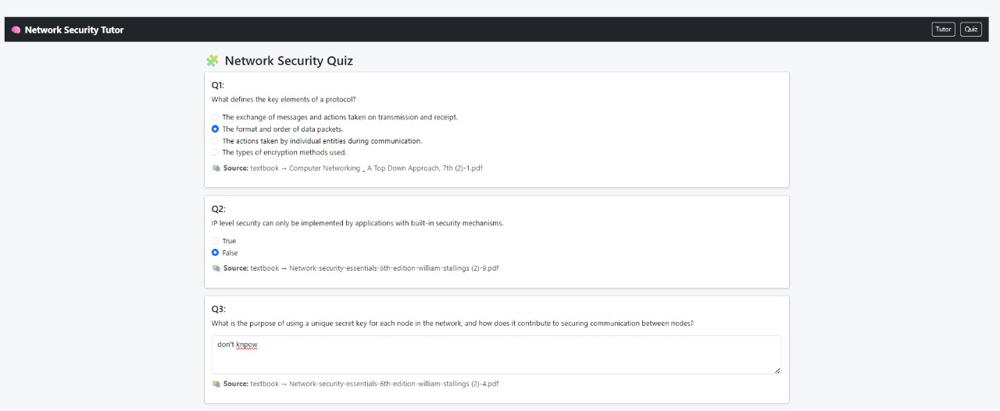 Network Security Tutor
Tutor
Quiz
Network Security Quiz
Q1:
What defines the key elements of a protocol?
The exchange of messages and actions taken on transmission and receipt.
The format and order of data packets.
The actions taken by individual entities during communication.
The types of encryption methods used.
Source: textbook → Computer Networking _ A Top Down Approach, 7th (2)-1.pdf
Q2:
IP level security can only be implemented by applications with built-in security mechanisms.
True
False
Source: textbook → Network-security-essentials-6th-edition-william-stallings (2)-9.pdf
Q3:
What is the purpose of using a unique secret key for each node in the network, and how does it contribute to securing communication between nodes?
don't knpow
Source: textbook → Network-security-essentials-6th-edition-william-stallings (2)-4.pdf